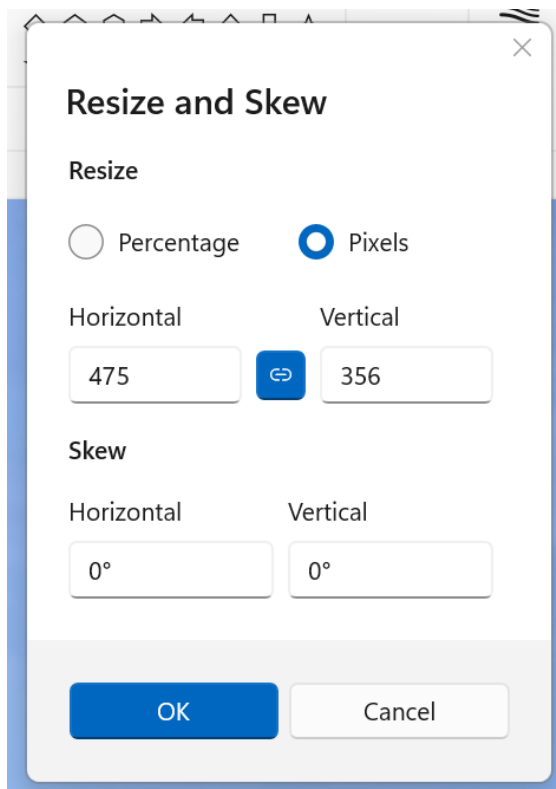 Resize and Skew
Resize
Percentage Pixels
Horizontal Vertical
475 356
Skew
Horizontal Vertical
0° 0°
OK Cancel